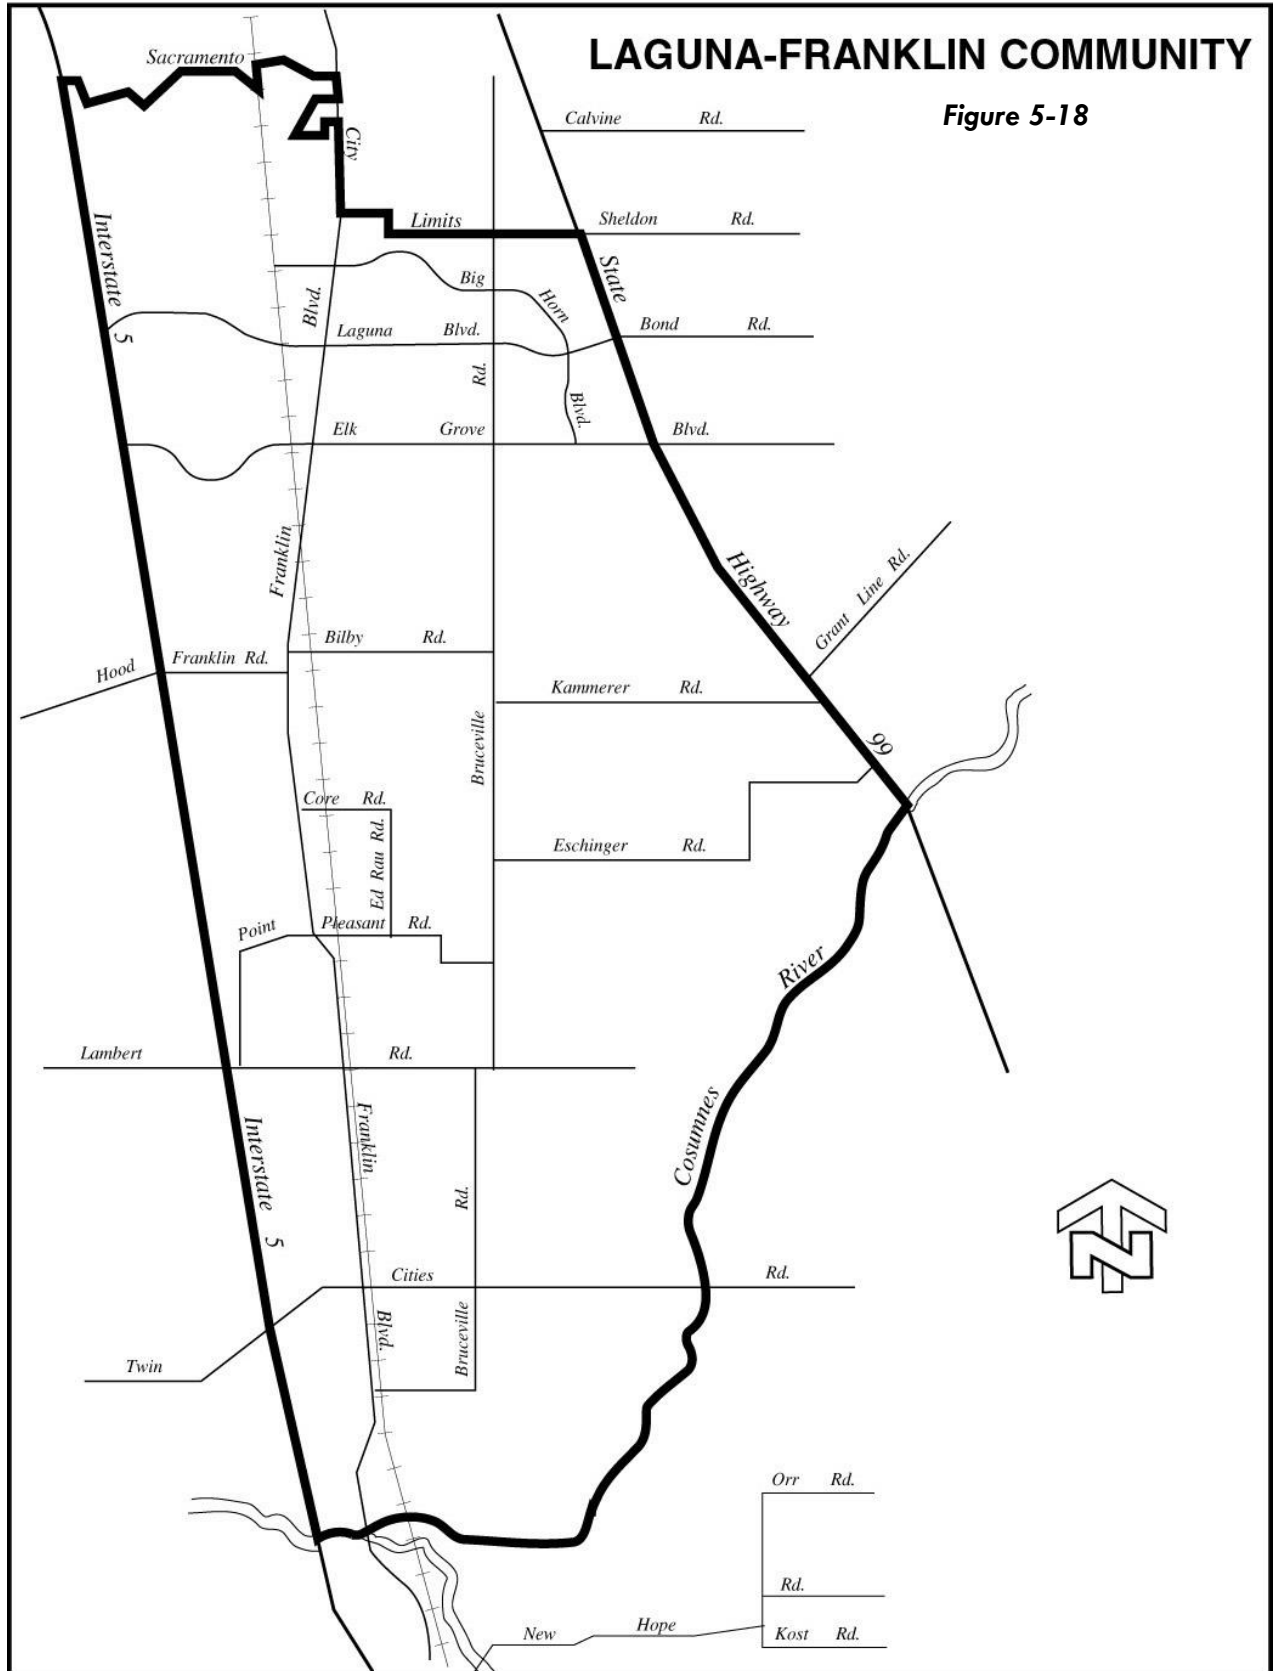 LAGUNA-FRANKLIN COMMUNITY
Figure 5-18
Sacramento
City
Limits
Calvine Rd.
Sheldon Rd.
Interstate 5
State Highway 99
Big Horn Blvd.
Laguna Blvd.
Bond Rd.
Elk Grove Blvd.
Franklin Blvd.
Bruceville Rd.
Grant Line Rd.
Bilby Rd.
Hood Franklin Rd.
Kammerer Rd.
Core Rd.
Ed Rau Rd.
Eschinger Rd.
Point Pleasant Rd.
Cosumnes River
Lambert Rd.
Interstate 5
Franklin Blvd.
Bruceville Rd.
N
Twin Cities Rd.
Orr Rd.
Rd.
New Hope
Kost Rd.